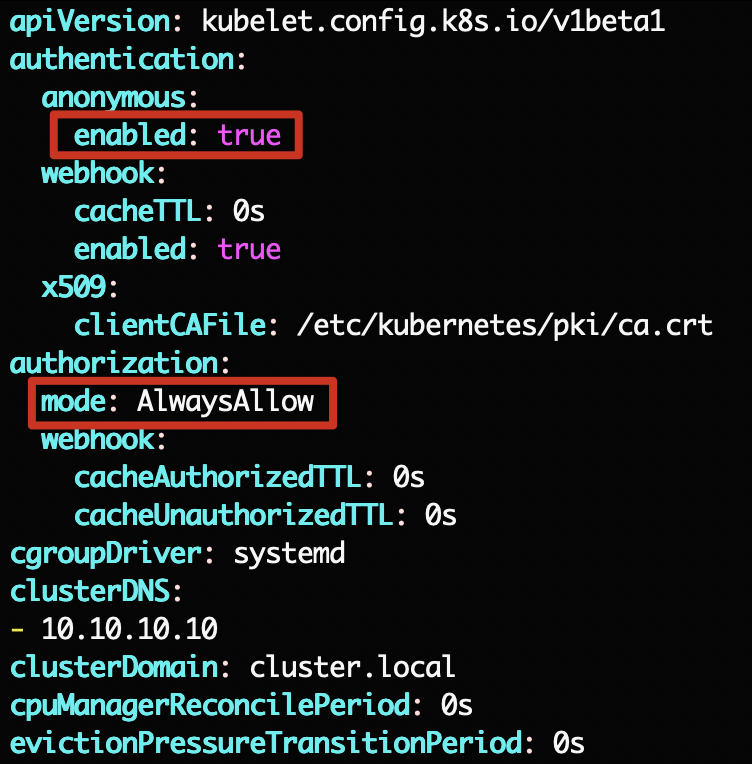 apiVersion: kubelet.config.k8s.io/v1beta1
authentication:
  anonymous:
    enabled: true
  webhook:
    cacheTTL: 0s
    enabled: true
  x509:
    clientCAFile: /etc/kubernetes/pki/ca.crt
authorization:
  mode: AlwaysAllow
  webhook:
    cacheAuthorizedTTL: 0s
    cacheUnauthorizedTTL: 0s
cgroupDriver: systemd
clusterDNS:
- 10.10.10.10
clusterDomain: cluster.local
cpuManagerReconcilePeriod: 0s
evictionPressureTransitionPeriod: 0s